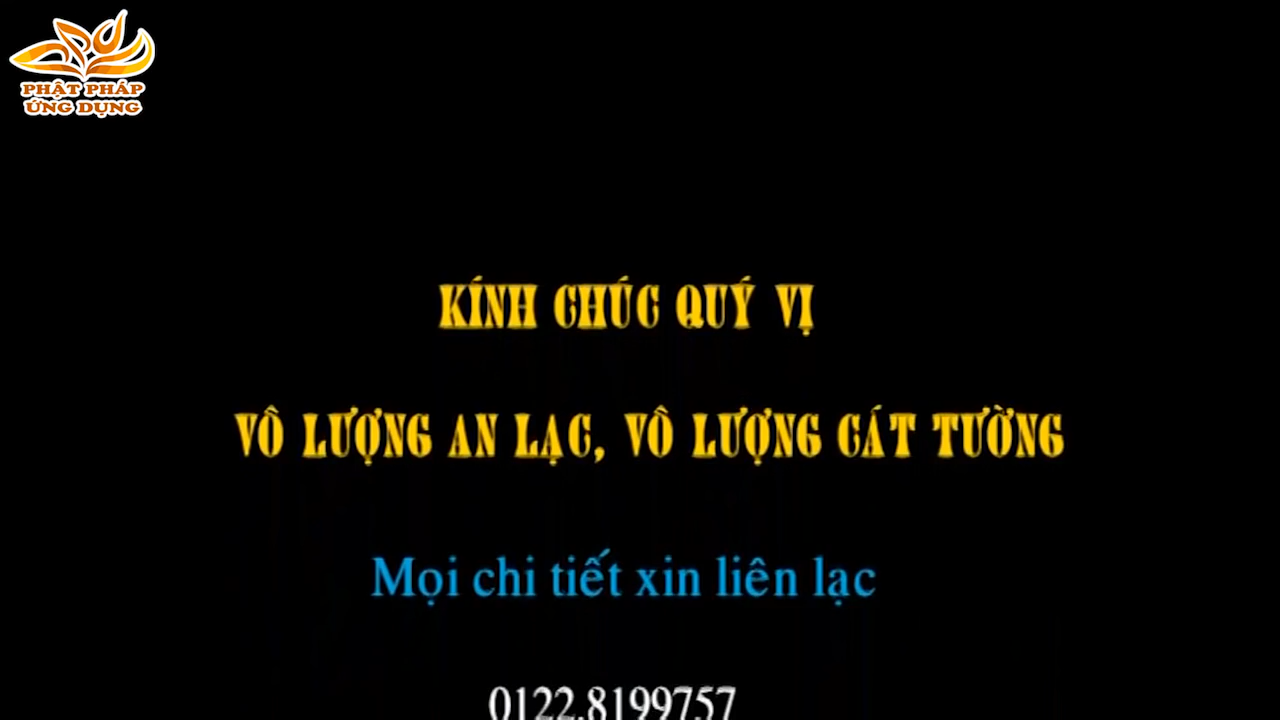 PHẬT PHÁP
ỨNG DỤNG
KÍNH CHÚC QUÝ VỊ
VÔ LƯỢNG AN LẠC, VÔ LƯỢNG CÁT TƯỜNG
Mọi chi tiết xin liên lạc
0122.8199757